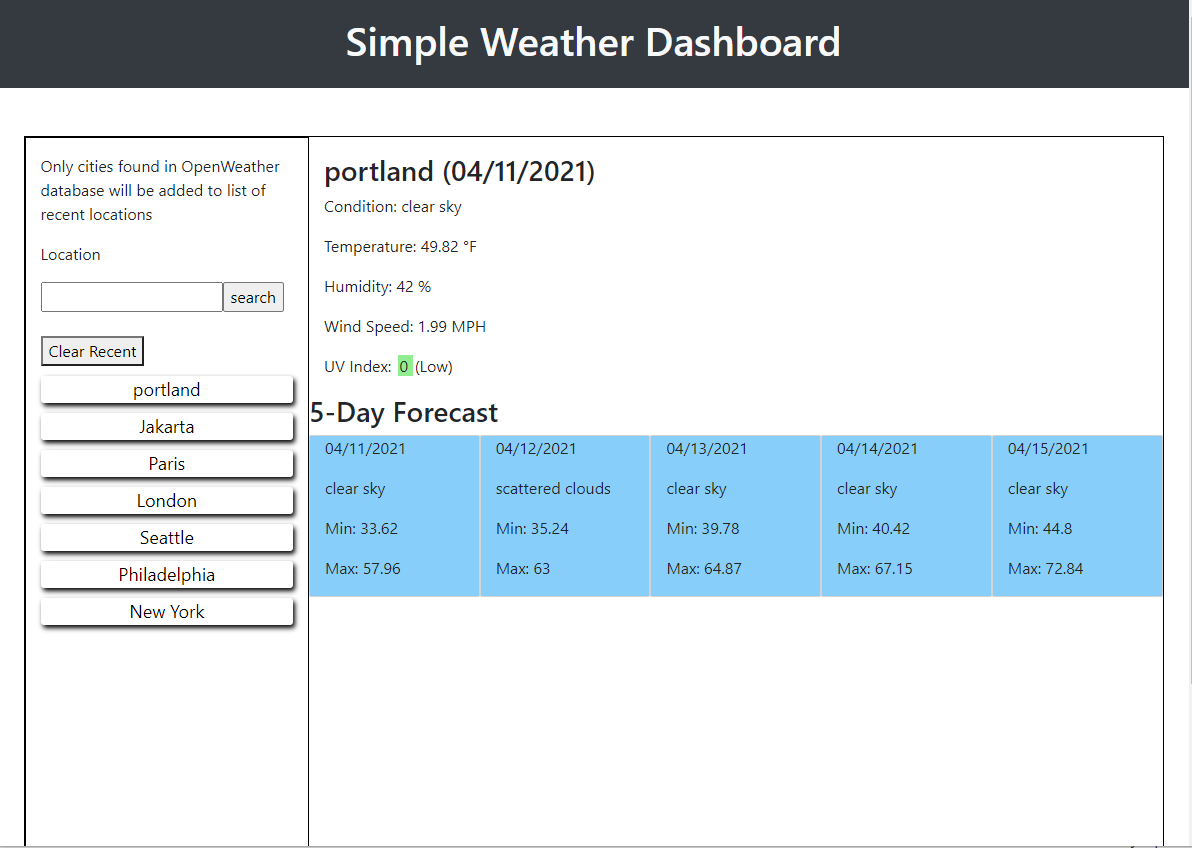 Simple Weather Dashboard
Only cities found in OpenWeather
database will be added to list of
recent locations
Location
search
Clear Recent
portland
Jakarta
Paris
London
Seattle
Philadelphia
New York
portland (04/11/2021)
Condition: clear sky
Temperature: 49.82 °F
Humidity: 42 %
Wind Speed: 1.99 MPH
UV Index: 0 (Low)
5-Day Forecast
04/11/2021
clear sky
Min: 33.62
Max: 57.96
04/12/2021
scattered clouds
Min: 35.24
Max: 63
04/13/2021
clear sky
Min: 39.78
Max: 64.87
04/14/2021
clear sky
Min: 40.42
Max: 67.15
04/15/2021
clear sky
Min: 44.8
Max: 72.84